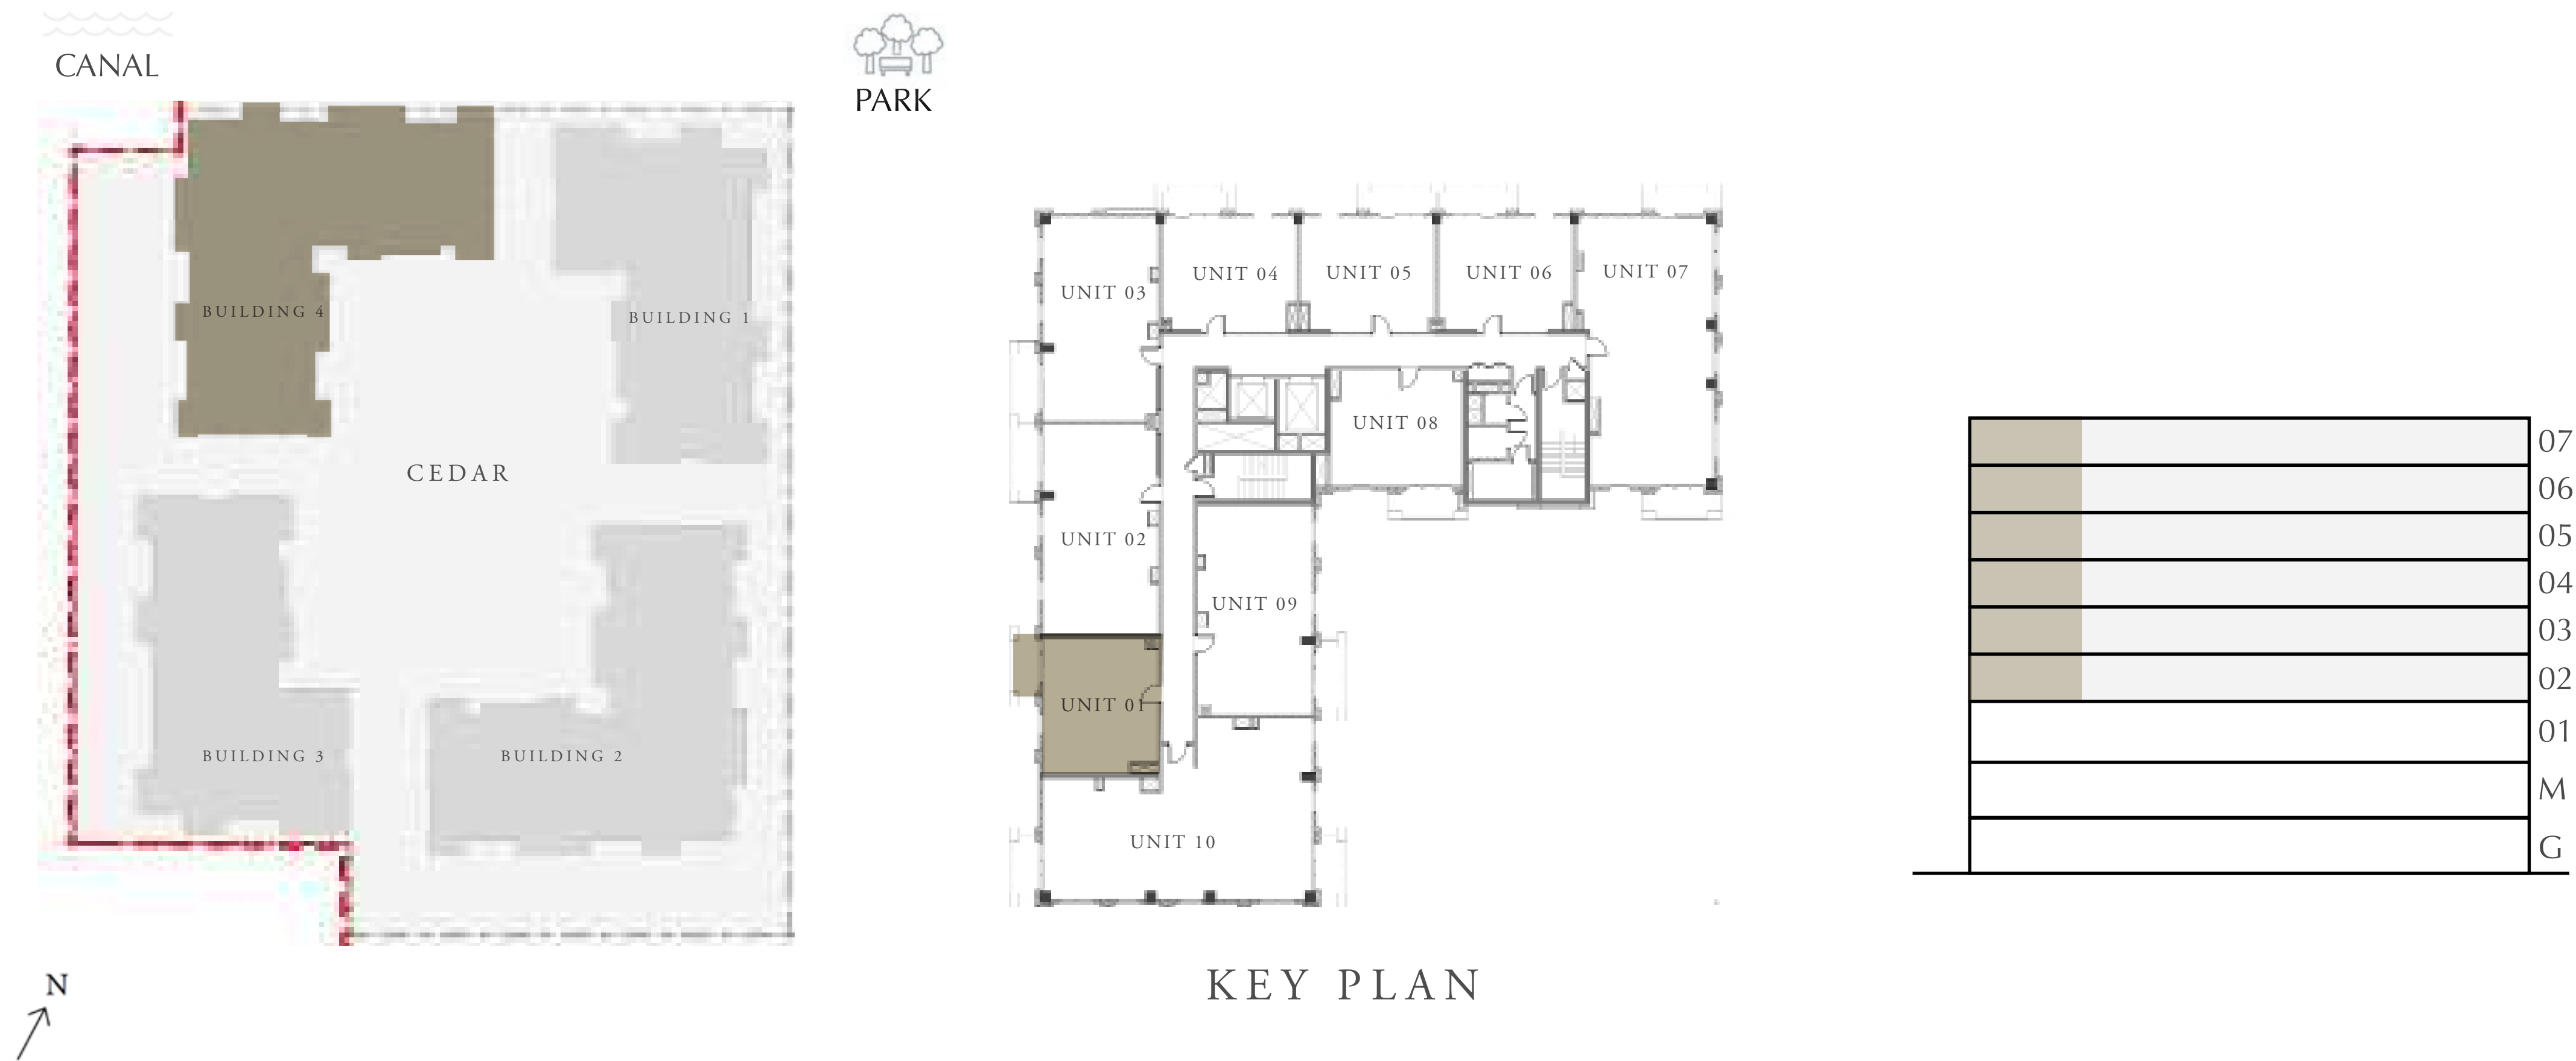 CANAL
PARK
BUILDING 4
BUILDING 1
CEDAR
BUILDING 3
BUILDING 2
N
UNIT 03
UNIT 04
UNIT 05
UNIT 06
UNIT 07
UNIT 08
UNIT 02
UNIT 09
UNIT 01
UNIT 10
KEY PLAN
07
06
05
04
03
02
01
M
G